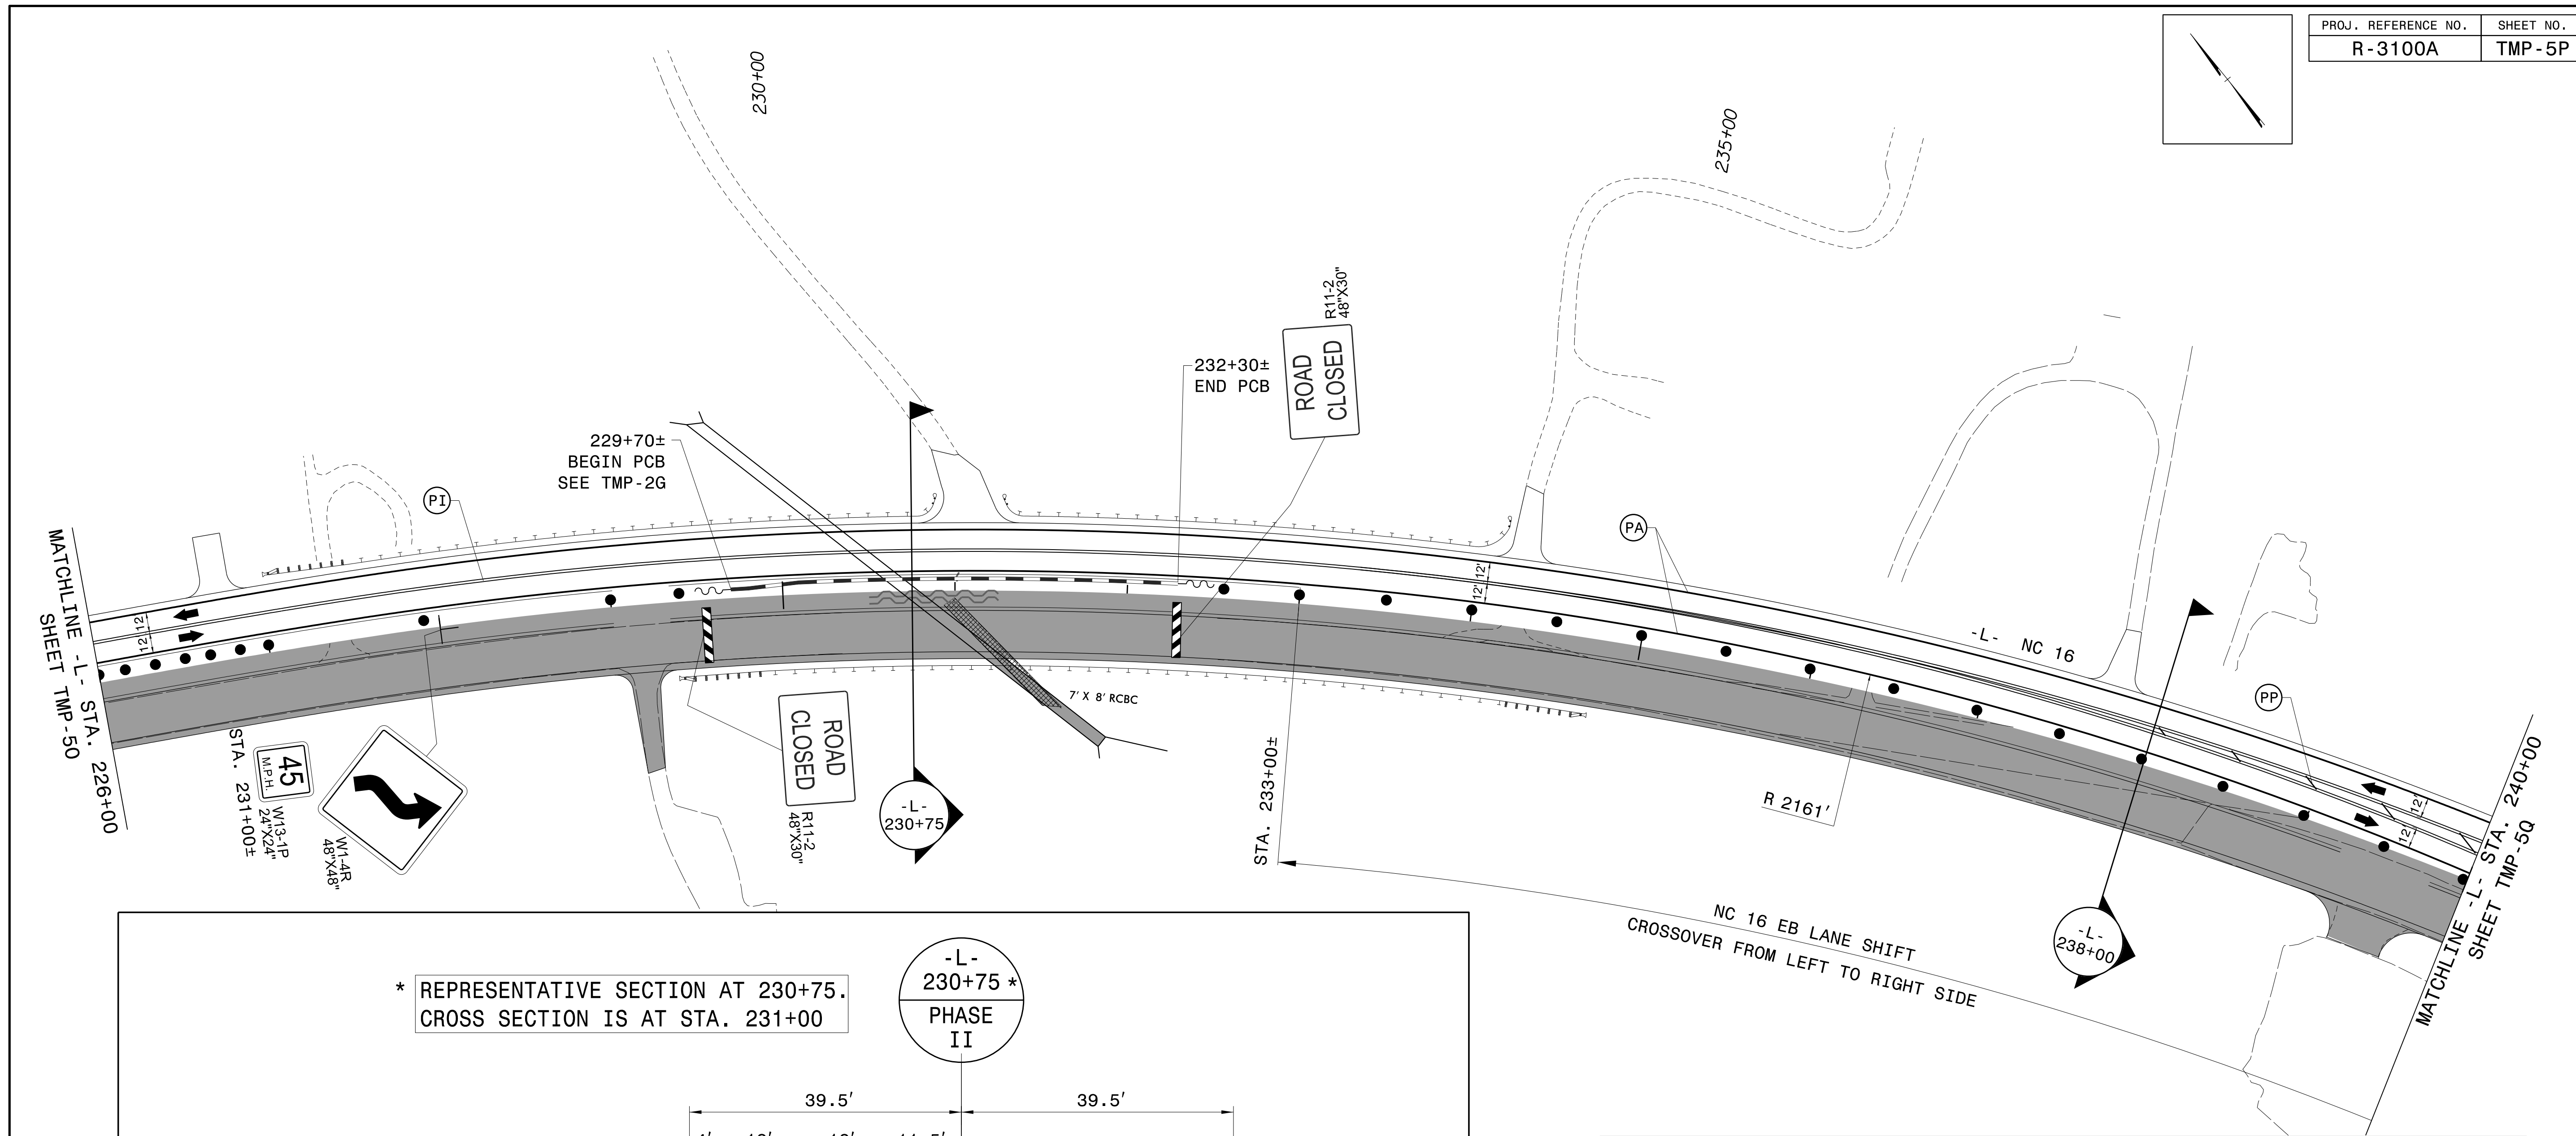 PROJ. REFERENCE NO.
SHEET NO.
R-3100A
TMP-5P
230+00
235+00
R11-2
48"X30"
ROAD
CLOSED
232+30±
END PCB
229+70±
BEGIN PCB
SEE TMP-2G
PI
PA
-L- NC 16
PP
12'
12'
12'
12'
12'
12'
MATCHLINE -L- STA. 226+00
SHEET TMP-5O
7' X 8' RCBC
STA. 231+00±
45
M.P.H.
W13-1P
24"X24"
W1-4R
48"X48"
ROAD
CLOSED
R11-2
48"X30"
-L-
230+75
STA. 233+00±
R 2161'
NC 16 EB LANE SHIFT
CROSSOVER FROM LEFT TO RIGHT SIDE
-L-
238+00
MATCHLINE -L- STA. 240+00
SHEET TMP-5Q
* REPRESENTATIVE SECTION AT 230+75.
CROSS SECTION IS AT STA. 231+00
-L-
230+75 *
PHASE
II
39.5'
39.5'